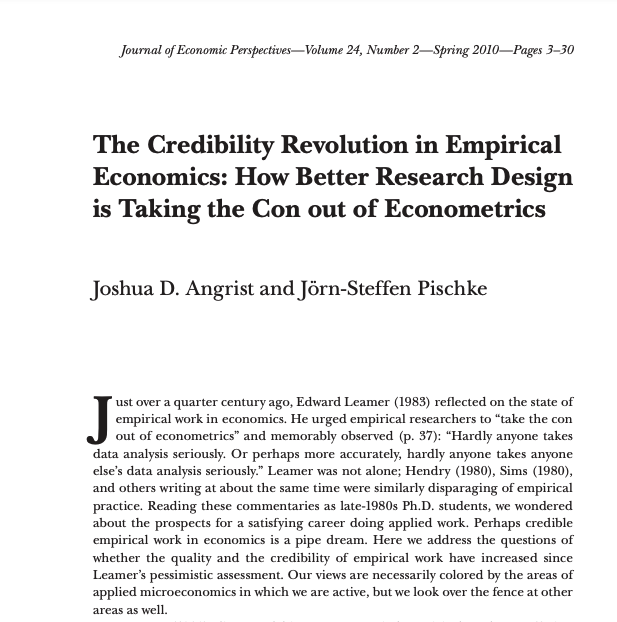 Journal of Economic Perspectives—Volume 24, Number 2—Spring 2010—Pages 3–30
The Credibility Revolution in Empirical
Economics: How Better Research Design
is Taking the Con out of Econometrics
Joshua D. Angrist and Jörn-Steffen Pischke
Just over a quarter century ago, Edward Leamer (1983) reflected on the state of
empirical work in economics. He urged empirical researchers to “take the con
out of econometrics” and memorably observed (p. 37): “Hardly anyone takes
data analysis seriously. Or perhaps more accurately, hardly anyone takes anyone
else’s data analysis seriously.” Leamer was not alone; Hendry (1980), Sims (1980),
and others writing at about the same time were similarly disparaging of empirical
practice. Reading these commentaries as late-1980s Ph.D. students, we wondered
about the prospects for a satisfying career doing applied work. Perhaps credible
empirical work in economics is a pipe dream. Here we address the questions of
whether the quality and the credibility of empirical work have increased since
Leamer’s pessimistic assessment. Our views are necessarily colored by the areas of
applied microeconomics in which we are active, but we look over the fence at other
areas as well.